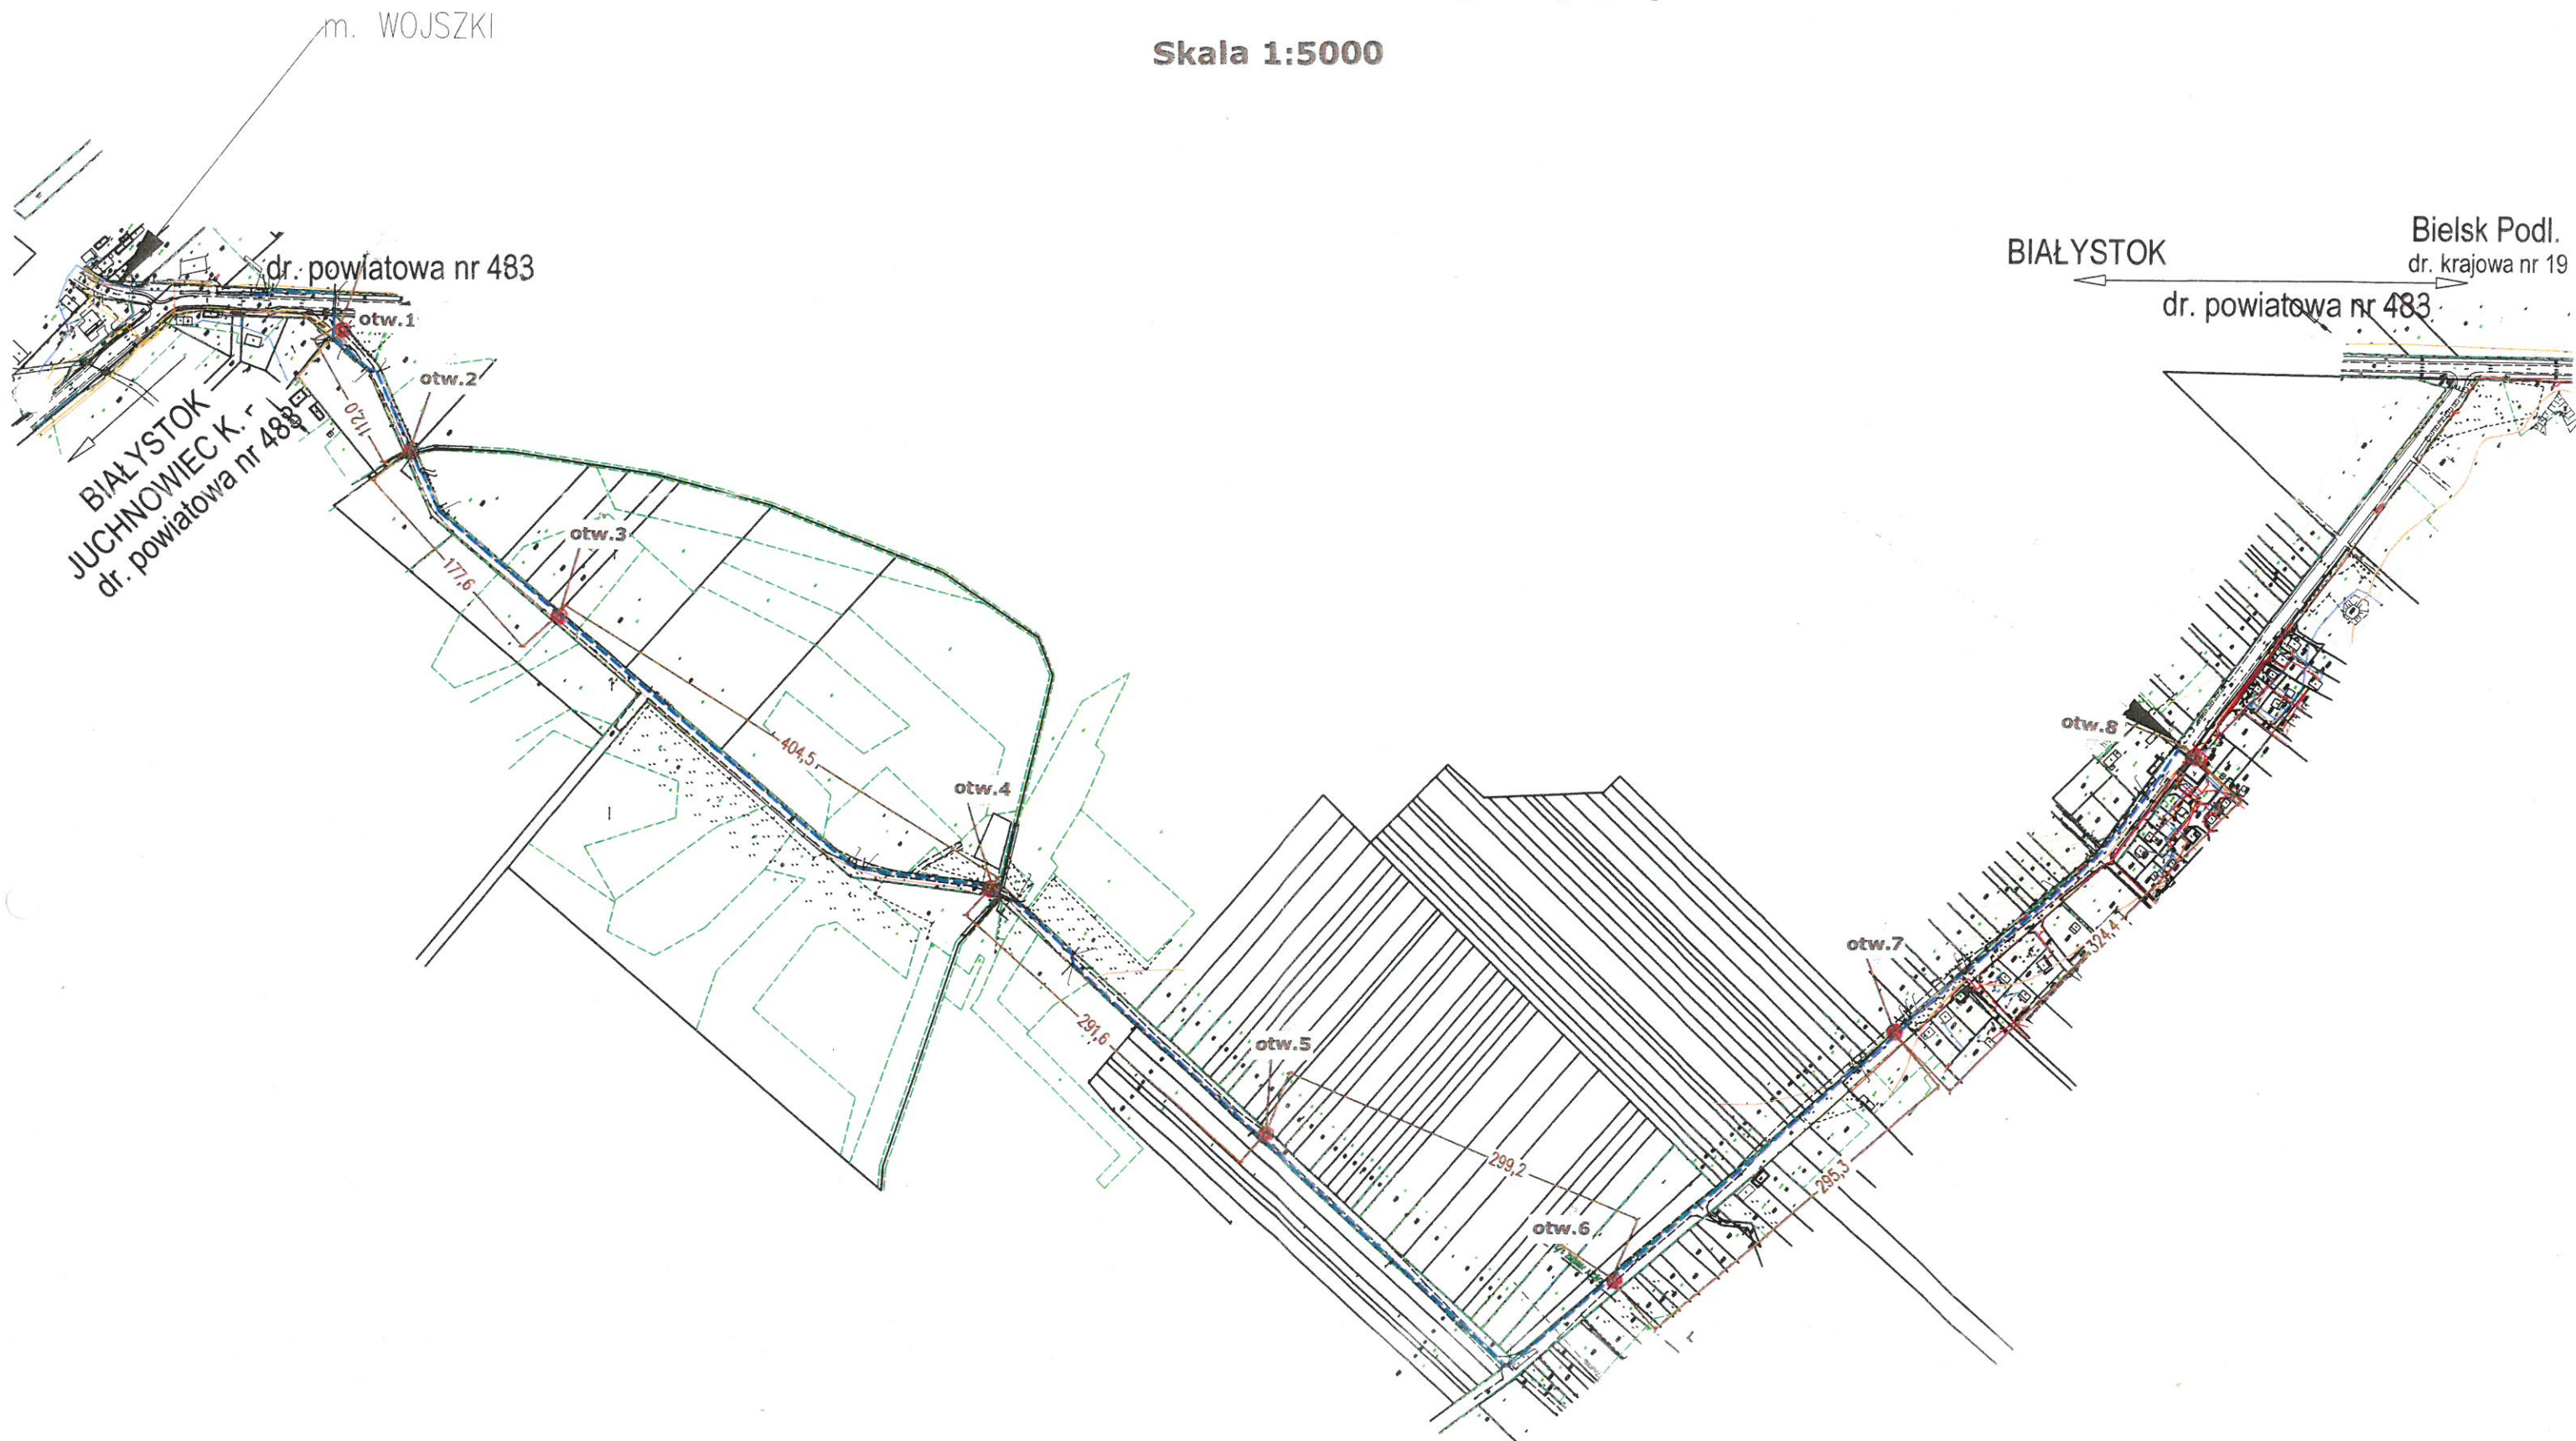 m. WOJSZKI
Skala 1:5000
BIAŁYSTOK
Bielsk Podl.
dr. krajowa nr 19
dr. powiatowa nr 483
dr. powiatowa nr 483
otw.1
otw.2
112,0
BIAŁYSTOK
JUCHNOWIEC K.
dr. powiatowa nr 483
otw.3
177,6
404,5
otw.4
otw.8
otw.7
324,4
291,6
otw.5
299,2
295,3
otw.6